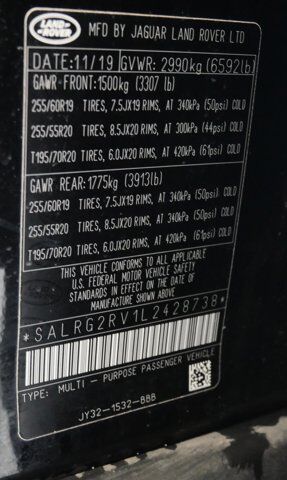 LAND
ROVER
MFD BY JAGUAR LAND ROVER LTD
DATE: 11/19 GVWR: 2990kg (6592lb)
GAWR FRONT: 1500kg (3307 lb)
255/60R19 TIRES, 7.5JX19 RIMS, AT 340kPa (50psi) COLD
255/55R20 TIRES, 8.5JX20 RIMS, AT 300kPa (44psi) COLD
T195/70R20 TIRES, 6.0JX20 RIMS, AT 420kPa (61psi) COLD
GAWR REAR: 1775kg (3913lb)
255/60R19 TIRES, 7.5JX19 RIMS, AT 340kPa (50psi) COLD
255/55R20 TIRES, 8.5JX20 RIMS, AT 340kPa (50psi) COLD
T195/70R20 TIRES, 6.0JX20 RIMS, AT 420kPa (61psi) COLD
THIS VEHICLE CONFORMS TO ALL APPLICABLE
U.S. FEDERAL MOTOR VEHICLE SAFETY
STANDARDS IN EFFECT ON THE DATE OF
MANUFACTURE SHOWN ABOVE
*SALRG2RV1L2428738*
TYPE: MULTI - PURPOSE PASSENGER VEHICLE
JY32-1532-BBB